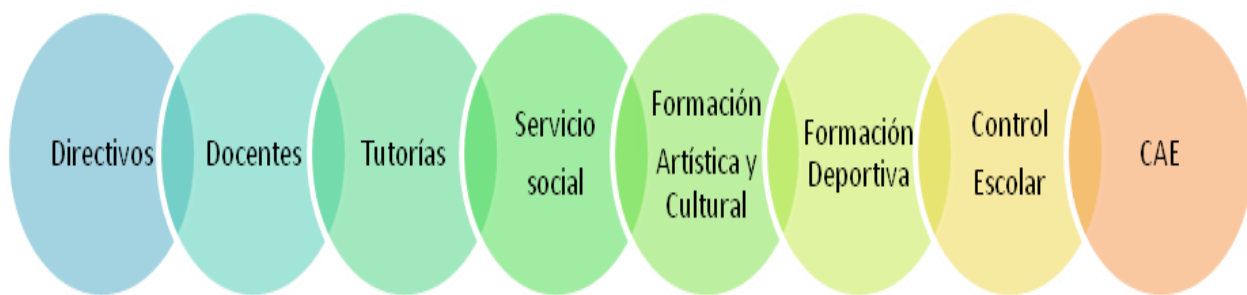 Directivos
Docentes
Tutorías
Servicio
social
Formación
Artística y
Cultural
Formación
Deportiva
Control
Escolar
CAE